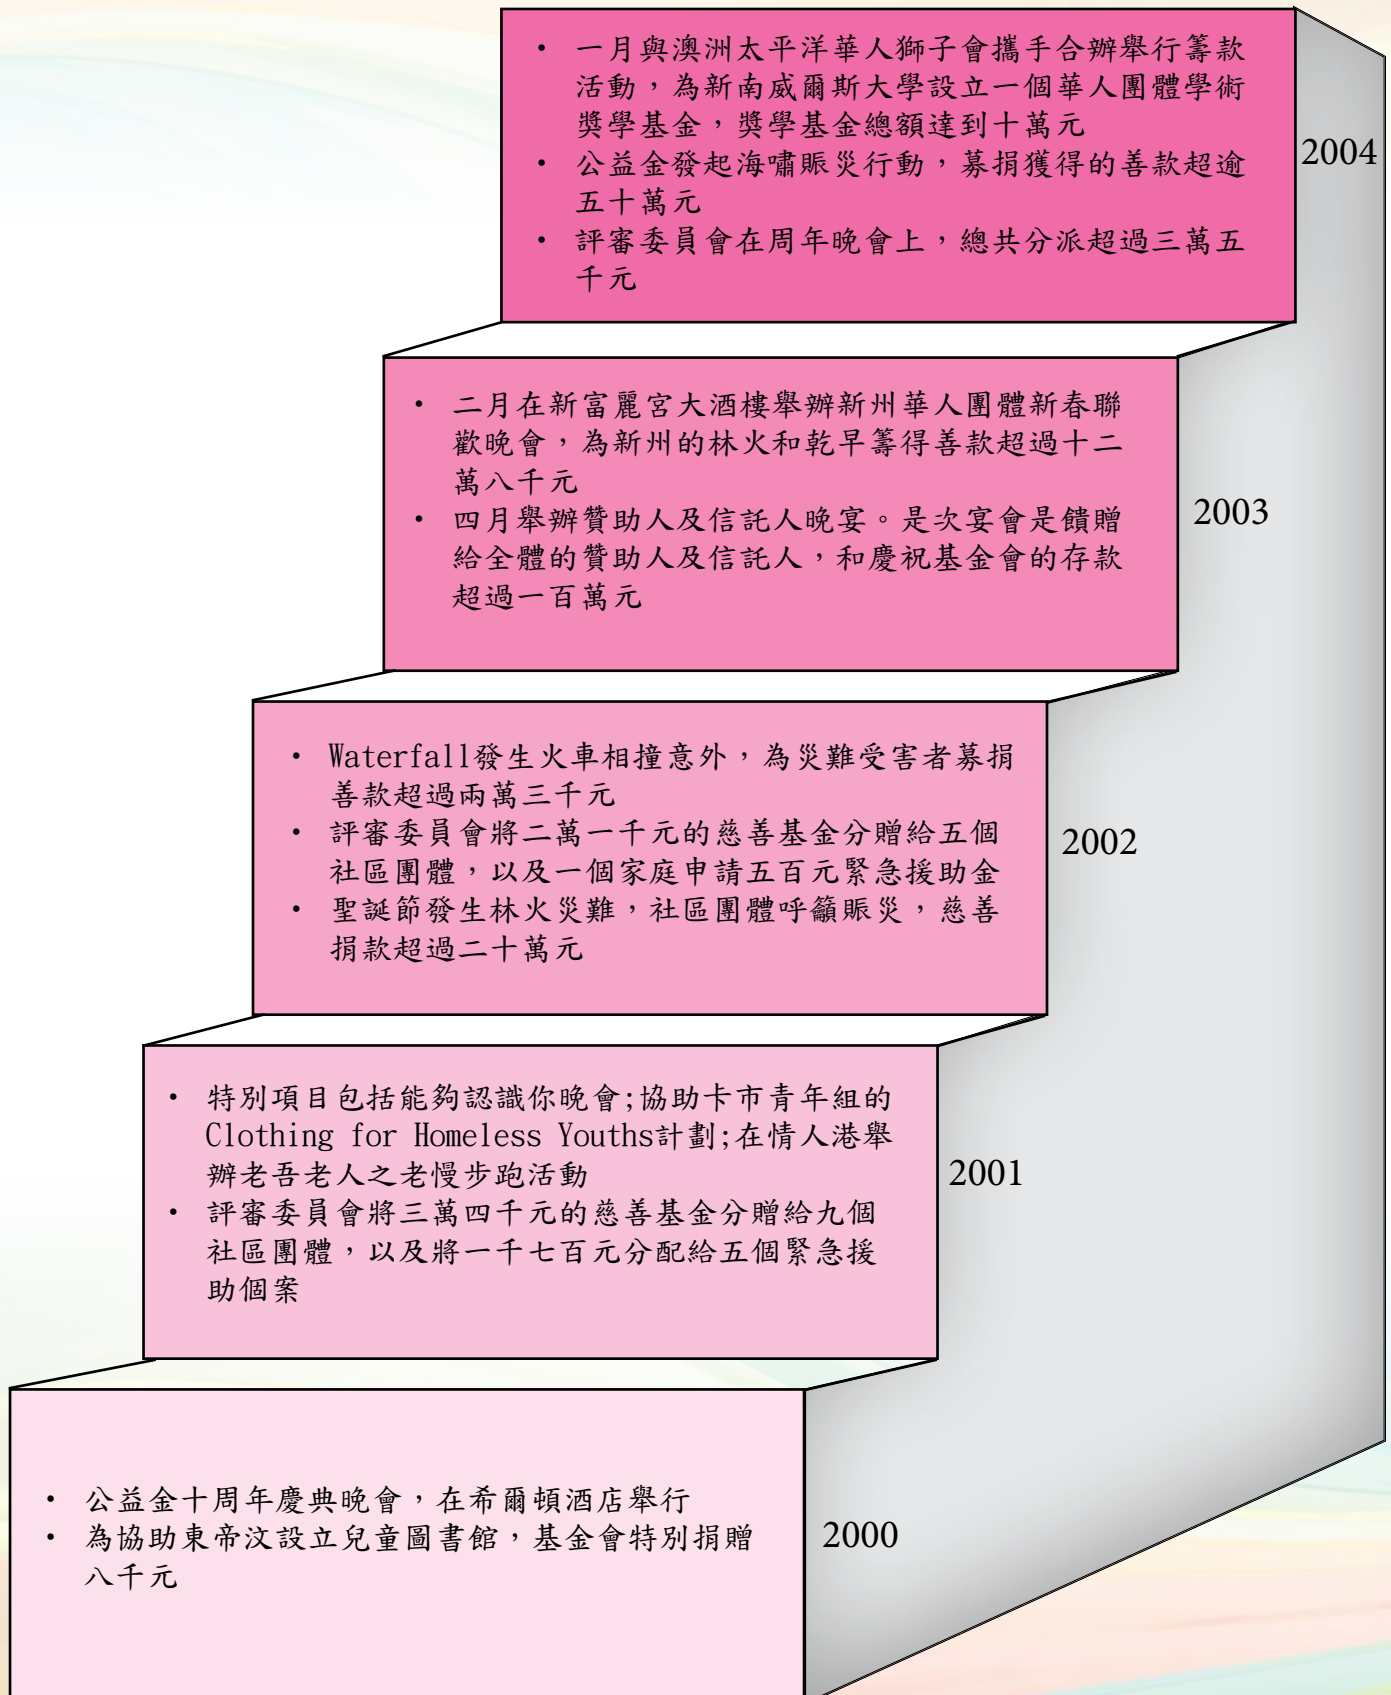 • 一月與澳洲太平洋華人獅子會攜手合辦舉行籌款
活動，為新南威爾斯大學設立一個華人團體學術
獎學基金，獎學基金總額達到十萬元
• 公益金發起海嘯賑災行動，募捐獲得的善款超逾
五十萬元
• 評審委員會在周年晚會上，總共分派超過三萬五
千元
2004
• 二月在新富麗宮大酒樓舉辦新州華人團體新春聯
歡晚會，為新州的林火和乾早籌得善款超過十二
萬八千元
• 四月舉辦贊助人及信託人晚宴。是次宴會是饋贈
給全體的贊助人及信託人，和慶祝基金會的存款
超過一百萬元
2003
• Waterfall發生火車相撞意外，為災難受害者募捐
善款超過兩萬三千元
• 評審委員會將二萬一千元的慈善基金分贈給五個
社區團體，以及一個家庭申請五百元緊急援助金
• 聖誕節發生林火災難，社區團體呼籲賑災，慈善
捐款超過二十萬元
2002
• 特別項目包括能夠認識你晚會;協助卡市青年組的
Clothing for Homeless Youths計劃;在情人港舉
辦老吾老人之老慢步跑活動
• 評審委員會將三萬四千元的慈善基金分贈給九個
社區團體，以及將一千七百元分配給五個緊急援
助個案
2001
• 公益金十周年慶典晚會，在希爾頓酒店舉行
• 為協助東帝汶設立兒童圖書館，基金會特別捐贈
八千元
2000